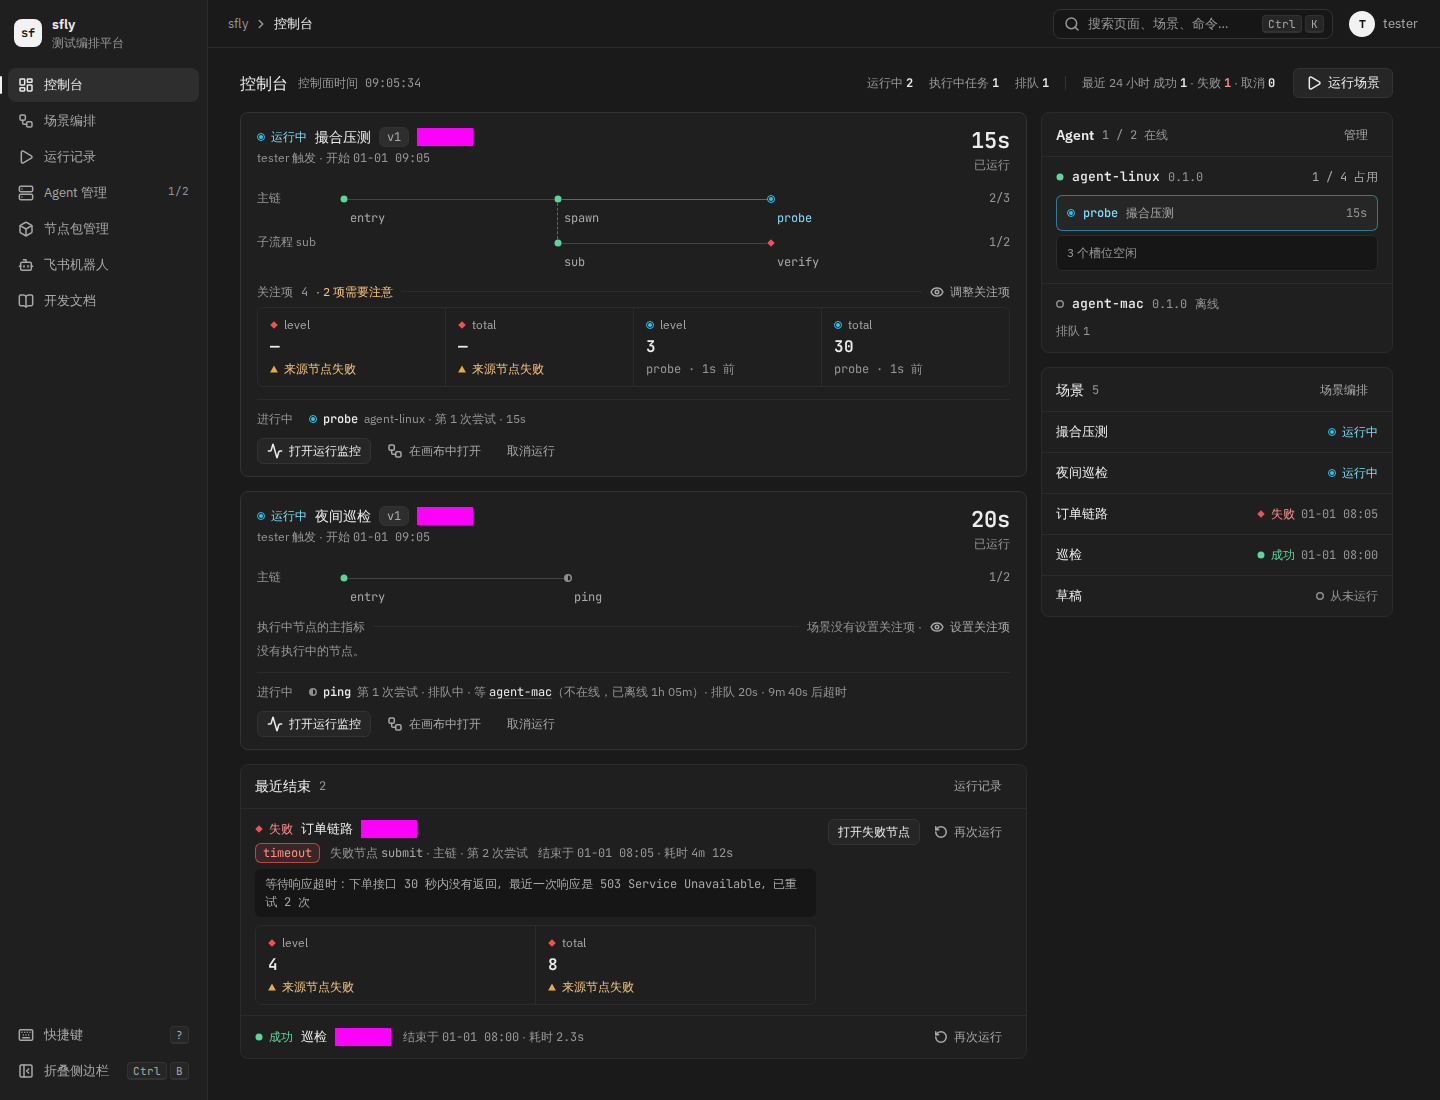 sf
sfly
测试编排平台
控制台
场景编排
运行记录
Agent 管理 1/2
节点包管理
飞书机器人
开发文档
快捷键 ?
折叠侧边栏 Ctrl B
sfly > 控制台
搜索页面、场景、命令... Ctrl K
T tester
控制台 控制面时间 09:05:34
运行中 2 执行中任务 1 排队 1 最近 24 小时 成功 1 · 失败 1 · 取消 0
运行场景
运行中 撮合压测 v1
15s
tester 触发 · 开始 01-01 09:05
已运行
主链 2/3
entry spawn probe
子流程 sub 1/2
sub verify
关注项 4 · 2 项需要注意 调整关注项
level total level total
— — 3 30
来源节点失败 来源节点失败 probe · 1s 前 probe · 1s 前
进行中 probe agent-linux · 第 1 次尝试 · 15s
打开运行监控 在画布中打开 取消运行
运行中 夜间巡检 v1
20s
tester 触发 · 开始 01-01 09:05
已运行
主链 1/2
entry ping
执行中节点的主指标 场景没有设置关注项 · 设置关注项
没有执行中的节点。
进行中 ping 第 1 次尝试 · 排队中 · 等 agent-mac（不在线，已离线 1h 05m）· 排队 20s · 9m 40s 后超时
打开运行监控 在画布中打开 取消运行
最近结束 2 运行记录
失败 订单链路 打开失败节点 再次运行
timeout 失败节点 submit · 主链 · 第 2 次尝试 结束于 01-01 08:05 · 耗时 4m 12s
等待响应超时：下单接口 30 秒内没有返回，最近一次响应是 503 Service Unavailable，已重
试 2 次
level total
4 8
来源节点失败 来源节点失败
成功 巡检 结束于 01-01 08:00 · 耗时 2.3s 再次运行
Agent 1 / 2 在线 管理
agent-linux 0.1.0 1 / 4 占用
probe 撮合压测 15s
3 个槽位空闲
agent-mac 0.1.0 离线
排队 1
场景 5 场景编排
撮合压测 运行中
夜间巡检 运行中
订单链路 失败 01-01 08:05
巡检 成功 01-01 08:00
草稿 从未运行